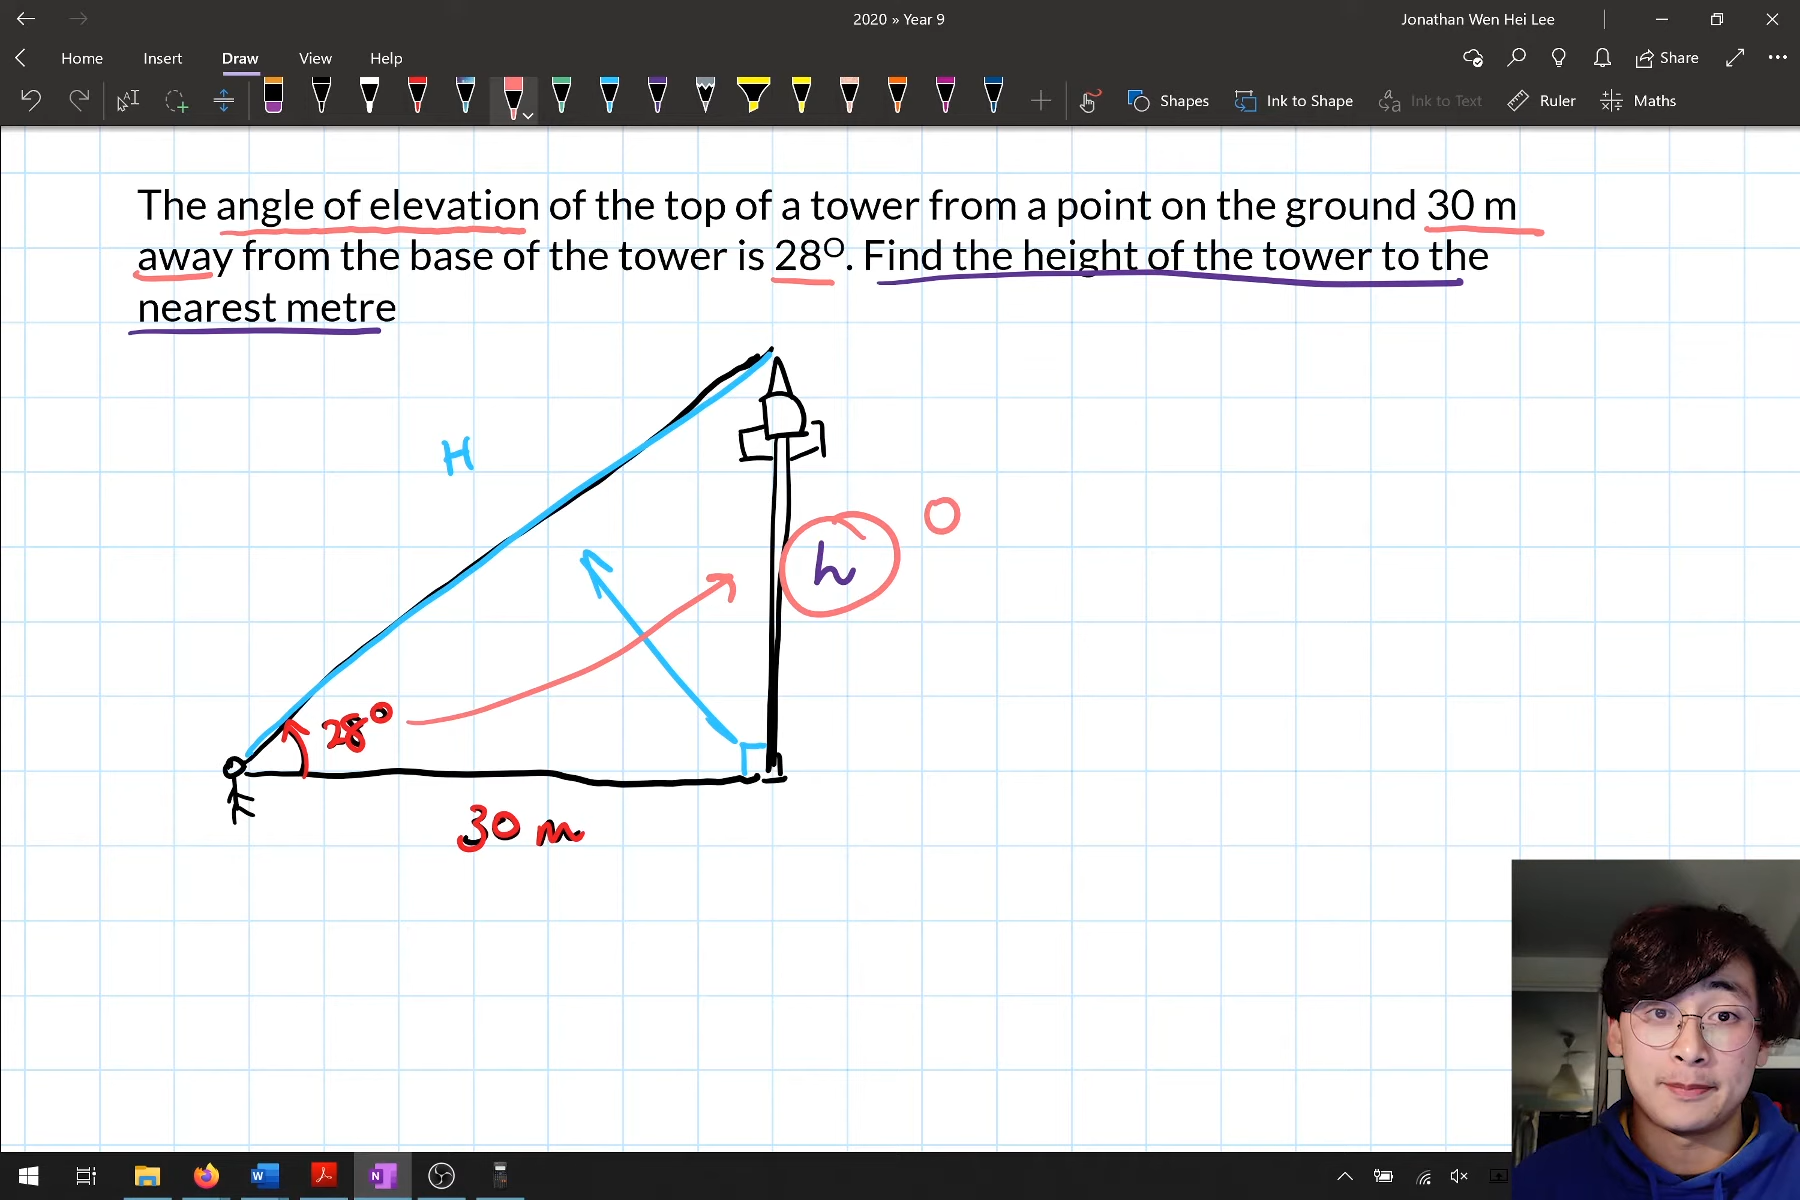 2020 » Year 9
Jonathan Wen Hei Lee
Home Insert Draw View Help
Share
Shapes
Ink to Shape
Ink to Text
Ruler
Maths
The angle of elevation of the top of a tower from a point on the ground 30 m
away from the base of the tower is 28°. Find the height of the tower to the
nearest metre
H
O
h
28°
30 m